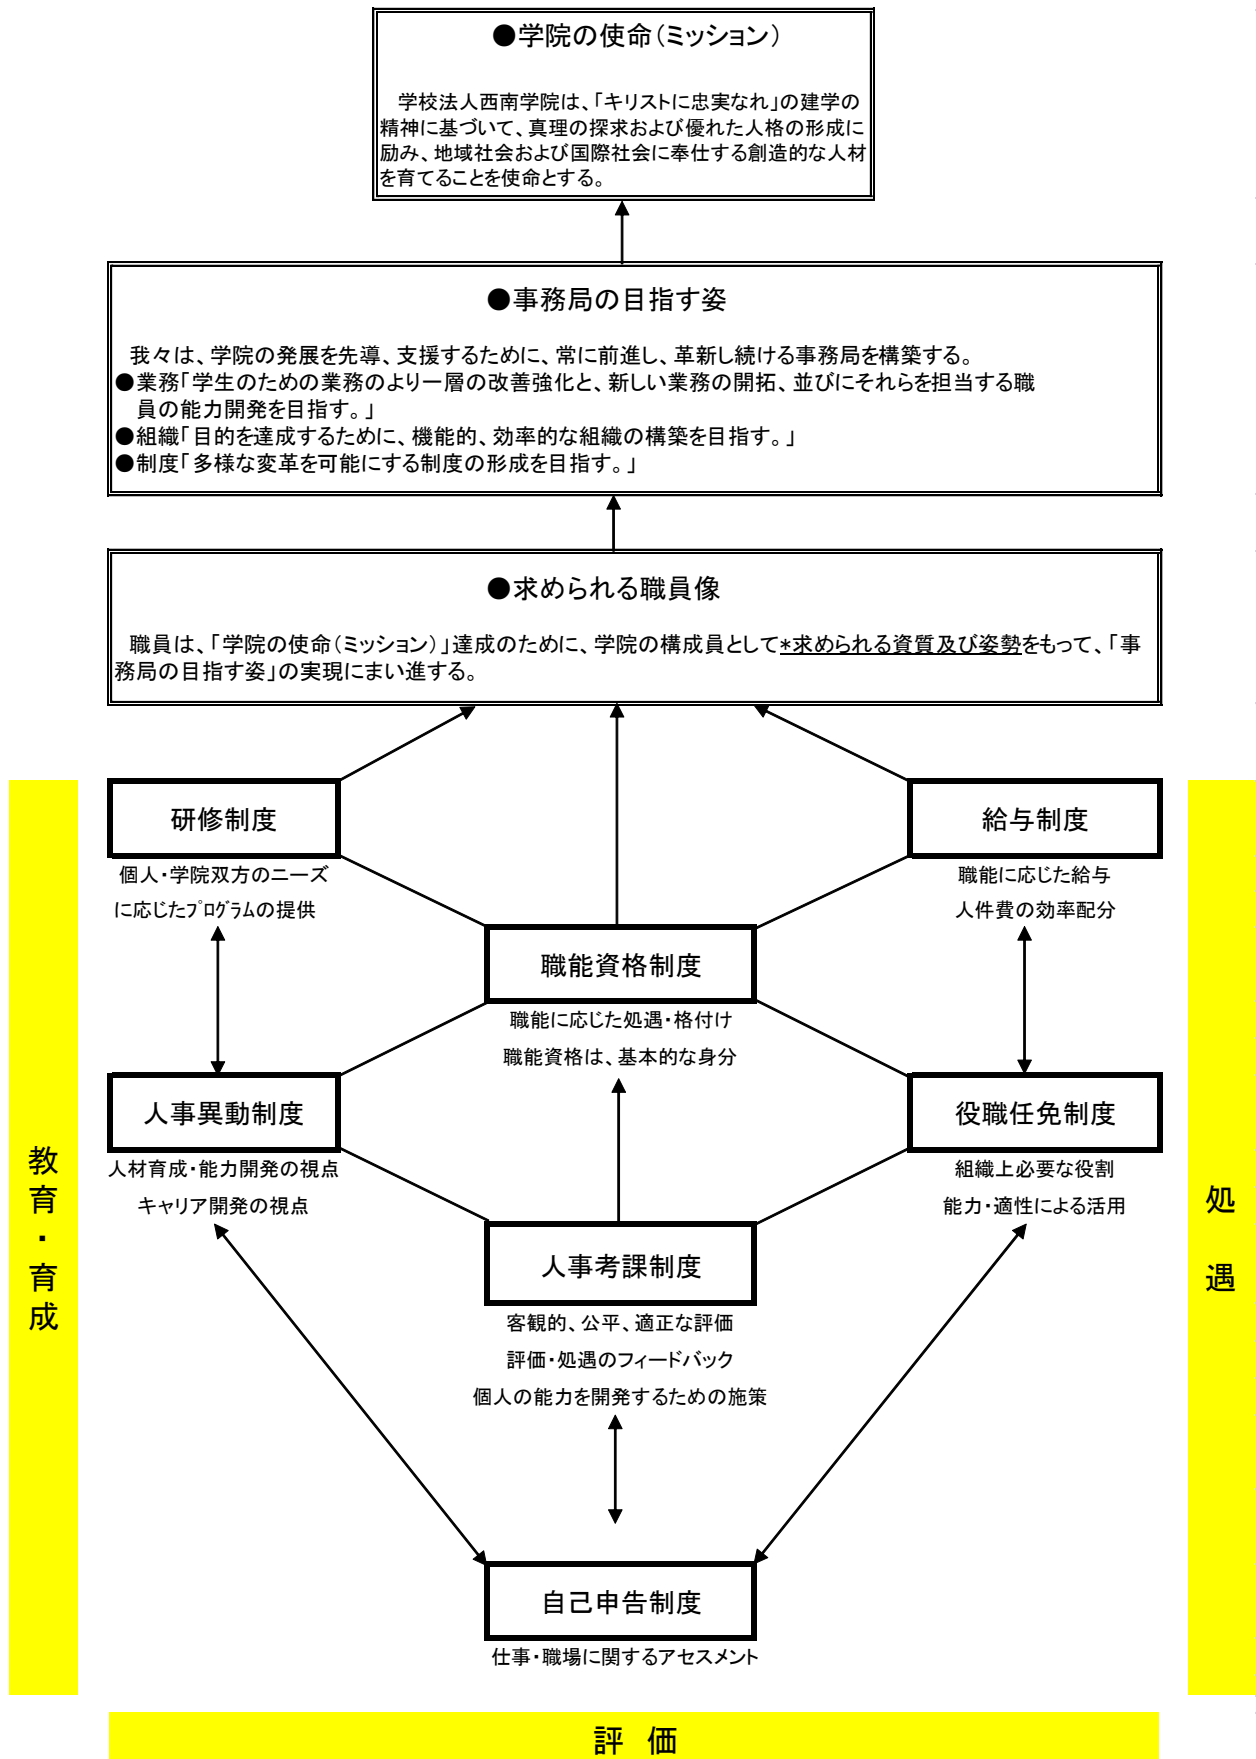 ●学院の使命(ミッション)
学校法人西南学院は、「キリストに忠実なれ」の建学の
精神に基づいて、真理の探求および優れた人格の形成に
励み、地域社会および国際社会に奉仕する創造的な人材
を育てることを使命とする。
●事務局の目指す姿
我々は、学院の発展を先導、支援するために、常に前進し、革新し続ける事務局を構築する。
●業務「学生のための業務のより一層の改善強化と、新しい業務の開拓、並びにそれらを担当する職
員の能力開発を目指す。」
●組織「目的を達成するために、機能的、効率的な組織の構築を目指す。」
●制度「多様な変革を可能にする制度の形成を目指す。」
●求められる職員像
職員は、「学院の使命(ミッション)」達成のために、学院の構成員として*求められる資質及び姿勢をもって、「事
務局の目指す姿」の実現にまい進する。
研修制度
個人・学院双方のニーズ
に応じたプログラムの提供
給与制度
職能に応じた給与
人件費の効率配分
職能資格制度
職能に応じた処遇・格付け
職能資格は、基本的な身分
人事異動制度
人材育成・能力開発の視点
キャリア開発の視点
役職任免制度
組織上必要な役割
能力・適性による活用
人事考課制度
客観的、公平、適正な評価
評価・処遇のフィードバック
個人の能力を開発するための施策
自己申告制度
仕事・職場に関するアセスメント
教育・育成
処遇
評価